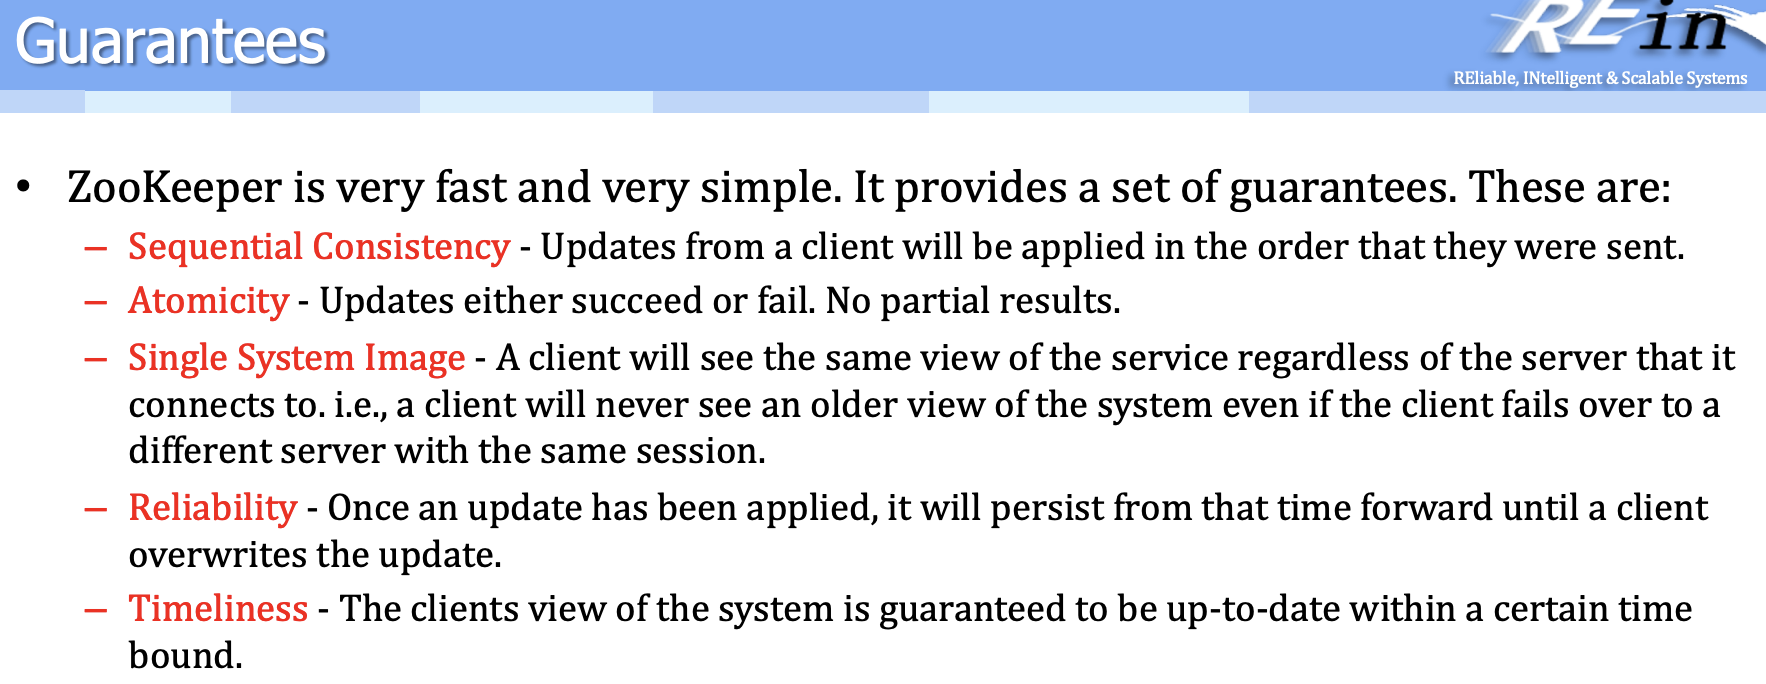 Guarantees
REin
REliable, INtelligent & Scalable Systems
• ZooKeeper is very fast and very simple. It provides a set of guarantees. These are:
– Sequential Consistency - Updates from a client will be applied in the order that they were sent.
– Atomicity - Updates either succeed or fail. No partial results.
– Single System Image - A client will see the same view of the service regardless of the server that it
connects to. i.e., a client will never see an older view of the system even if the client fails over to a
different server with the same session.
– Reliability - Once an update has been applied, it will persist from that time forward until a client
overwrites the update.
– Timeliness - The clients view of the system is guaranteed to be up-to-date within a certain time
bound.